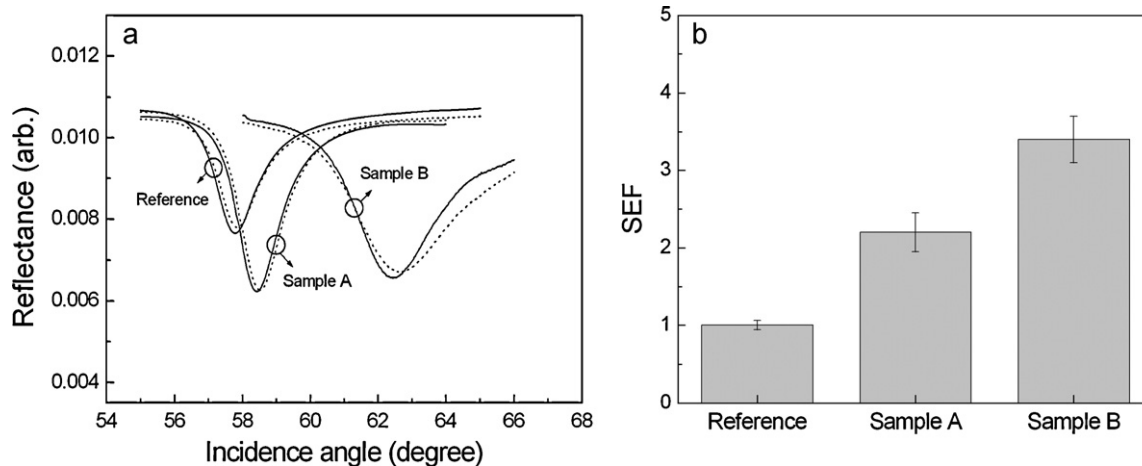 a
Reflectance (arb.)
0.012
0.010
0.008
0.006
0.004
Reference
Sample A
Sample B
54 56 58 60 62 64 66 68
Incidence angle (degree)
b
SEF
5
4
3
2
1
0
Reference Sample A Sample B